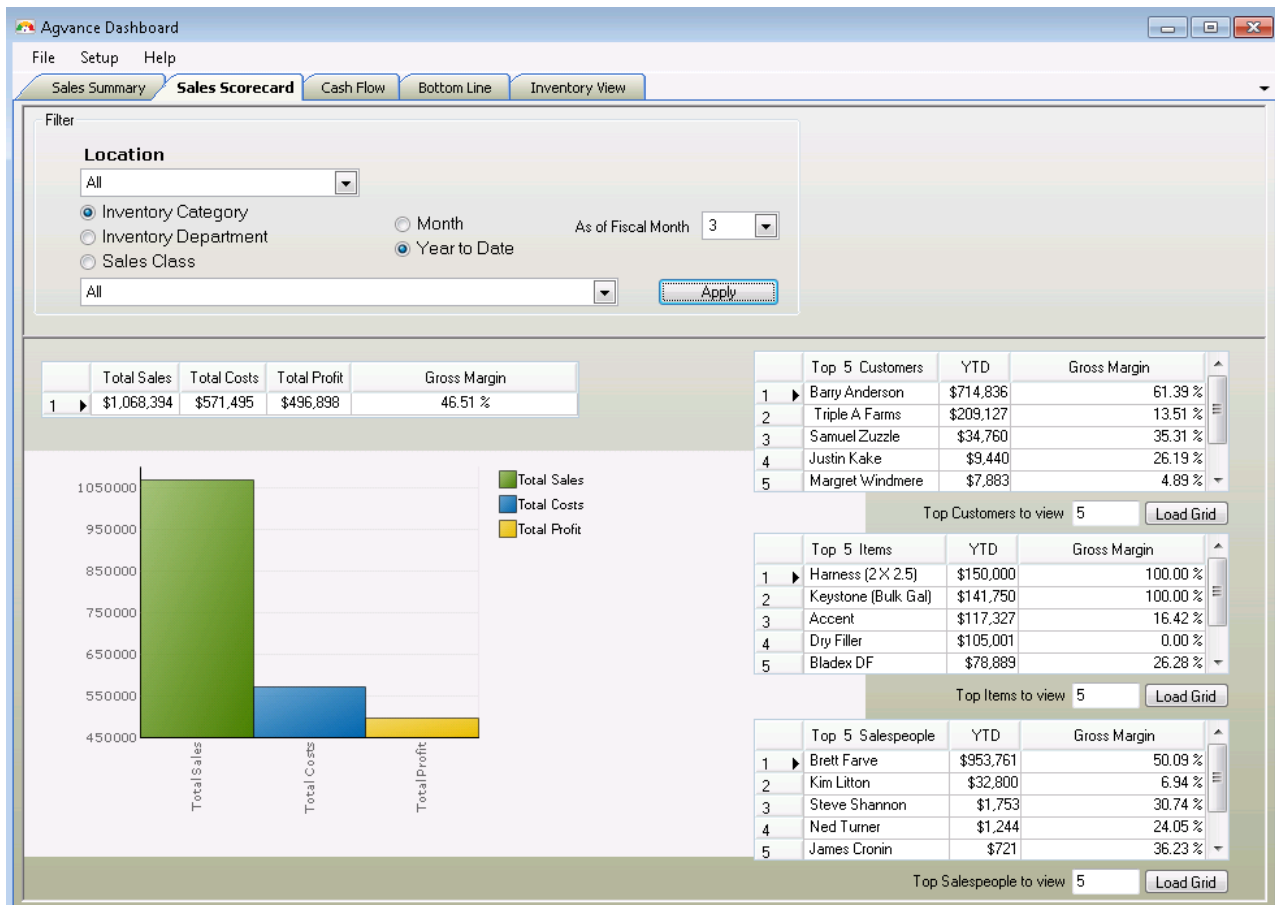 Agvance Dashboard
File Setup Help
Sales Summary Sales Scorecard Cash Flow Bottom Line Inventory View
Filter
Location
All
Inventory Category
Inventory Department
Sales Class
Month
Year to Date
As of Fiscal Month 3
All
Apply
Total Sales Total Costs Total Profit Gross Margin
1 $1,068,394 $571,495 $496,898 46.51 %
1050000
950000
850000
750000
650000
550000
450000
Total Sales
Total Costs
Total Profit
Total Sales
Total Costs
Total Profit
Top 5 Customers YTD Gross Margin
1 Barry Anderson $714,836 61.39 %
2 Triple A Farms $209,127 13.51 %
3 Samuel Zuzzle $34,760 35.31 %
4 Justin Kake $9,440 26.19 %
5 Margret Windmere $7,883 4.89 %
Top Customers to view 5 Load Grid
Top 5 Items YTD Gross Margin
1 Harness (2 X 2.5) $150,000 100.00 %
2 Keystone (Bulk Gal) $141,750 100.00 %
3 Accent $117,327 16.42 %
4 Dry Filler $105,001 0.00 %
5 Bladex DF $78,889 26.28 %
Top Items to view 5 Load Grid
Top 5 Salespeople YTD Gross Margin
1 Brett Farve $953,761 50.09 %
2 Kim Litton $32,800 6.94 %
3 Steve Shannon $1,753 30.74 %
4 Ned Turner $1,244 24.05 %
5 James Cronin $721 36.23 %
Top Salespeople to view 5 Load Grid